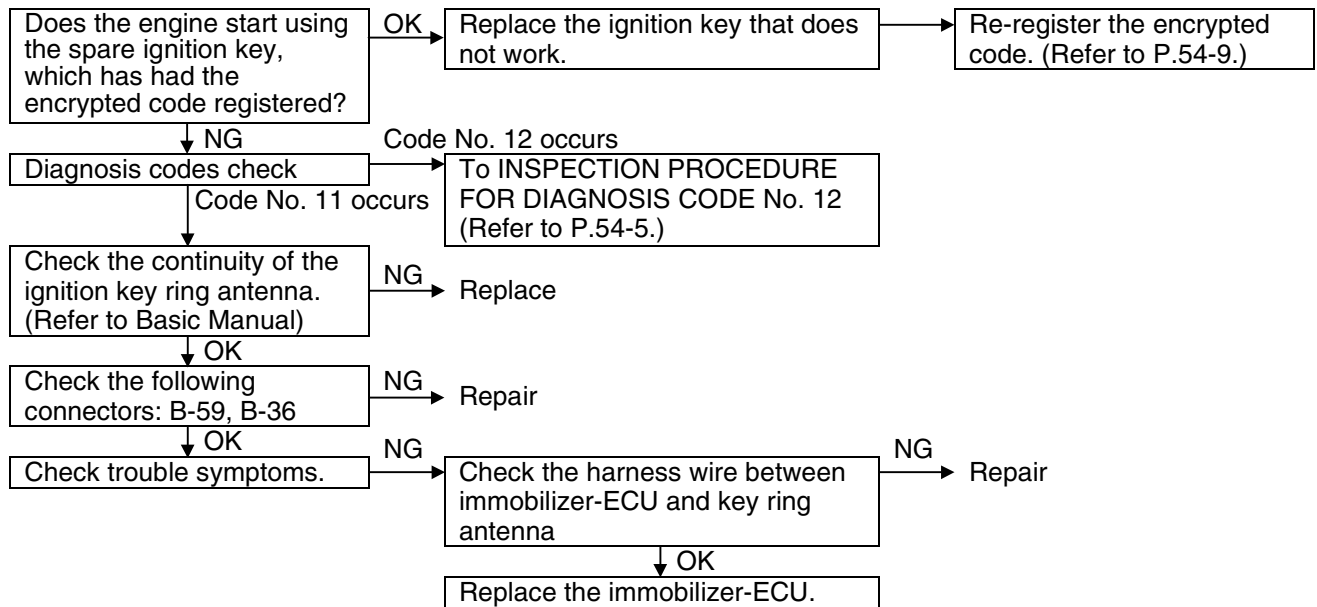 Does the engine start using
the spare ignition key,
which has had the
encrypted code registered?
OK
Replace the ignition key that does
not work.
Re-register the encrypted
code. (Refer to P.54-9.)
NG
Diagnosis codes check
Code No. 12 occurs
To INSPECTION PROCEDURE
FOR DIAGNOSIS CODE No. 12
(Refer to P.54-5.)
Code No. 11 occurs
Check the continuity of the
ignition key ring antenna.
(Refer to Basic Manual)
NG
Replace
OK
Check the following
connectors: B-59, B-36
NG
Repair
OK
Check trouble symptoms.
NG
Check the harness wire between
immobilizer-ECU and key ring
antenna
NG
Repair
OK
Replace the immobilizer-ECU.